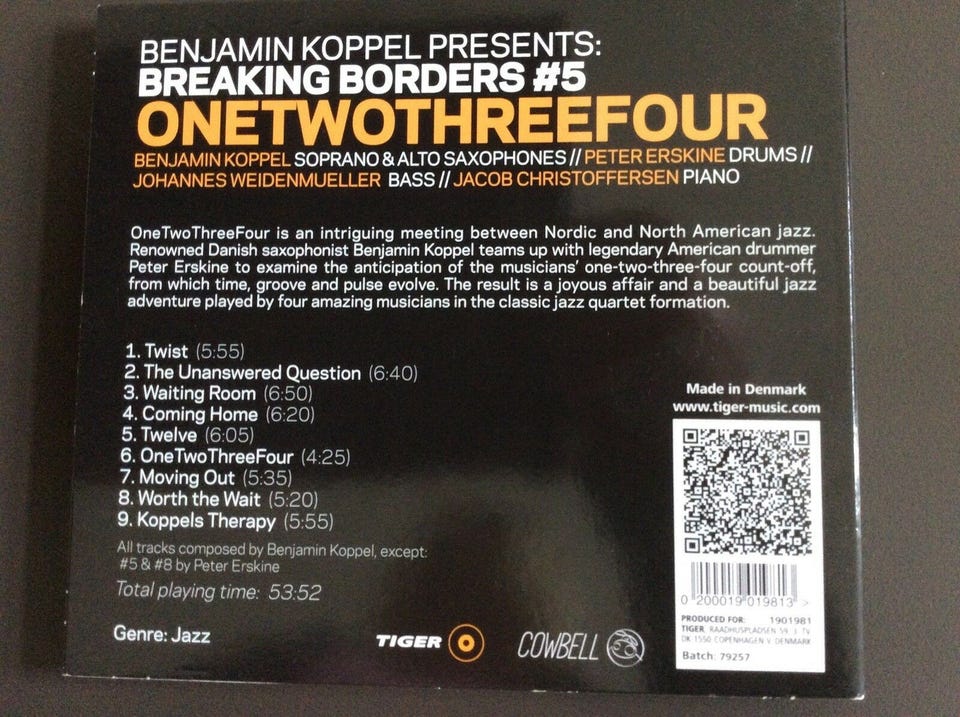 BENJAMIN KOPPEL PRESENTS:
BREAKING BORDERS #5
ONETWOTHREEFOUR
BENJAMIN KOPPEL SOPRANO & ALTO SAXOPHONES // PETER ERSKINE DRUMS //
JOHANNES WEIDENMUELLER BASS // JACOB CHRISTOFFERSEN PIANO
OneTwoThreeFour is an intriguing meeting between Nordic and North American jazz.
Renowned Danish saxophonist Benjamin Koppel teams up with legendary American drummer
Peter Erskine to examine the anticipation of the musicians' one-two-three-four count-off,
from which time, groove and pulse evolve. The result is a joyous affair and a beautiful jazz
adventure played by four amazing musicians in the classic jazz quartet formation.
1. Twist (5:55)
2. The Unanswered Question (6:40)
3. Waiting Room (6:50)
4. Coming Home (6:20)
5. Twelve (6:05)
6. OneTwoThreeFour (4:25)
7. Moving Out (5:35)
8. Worth the Wait (5:20)
9. Koppels Therapy (5:55)
All tracks composed by Benjamin Koppel, except:
#5 & #8 by Peter Erskine
Total playing time: 53:52
Genre: Jazz
TIGER
COWBELL
Made in Denmark
www.tiger-music.com
0 200019 019813 >
PRODUCED FOR: 1901981
TIGER, RAADHUSPLADSEN 59, 3. TV
DK 1550 COPENHAGEN V. DENMARK
Batch: 79257